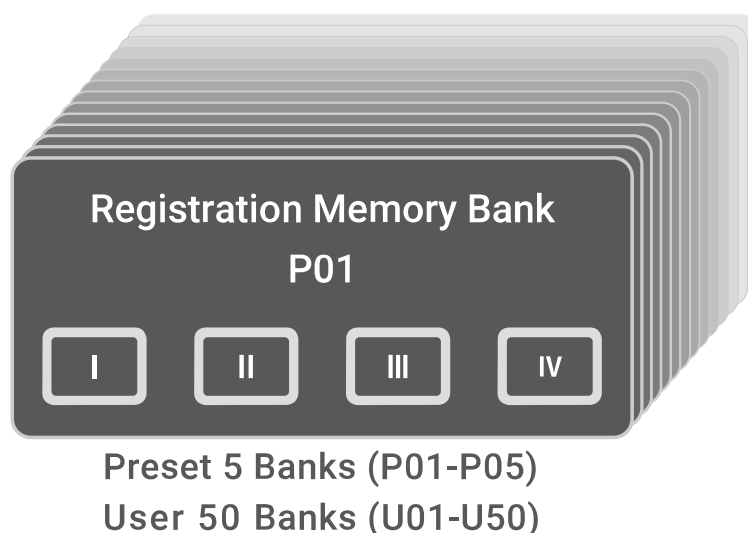 Registration Memory Bank
P01
I II III IV
Preset 5 Banks (P01-P05)
User 50 Banks (U01-U50)